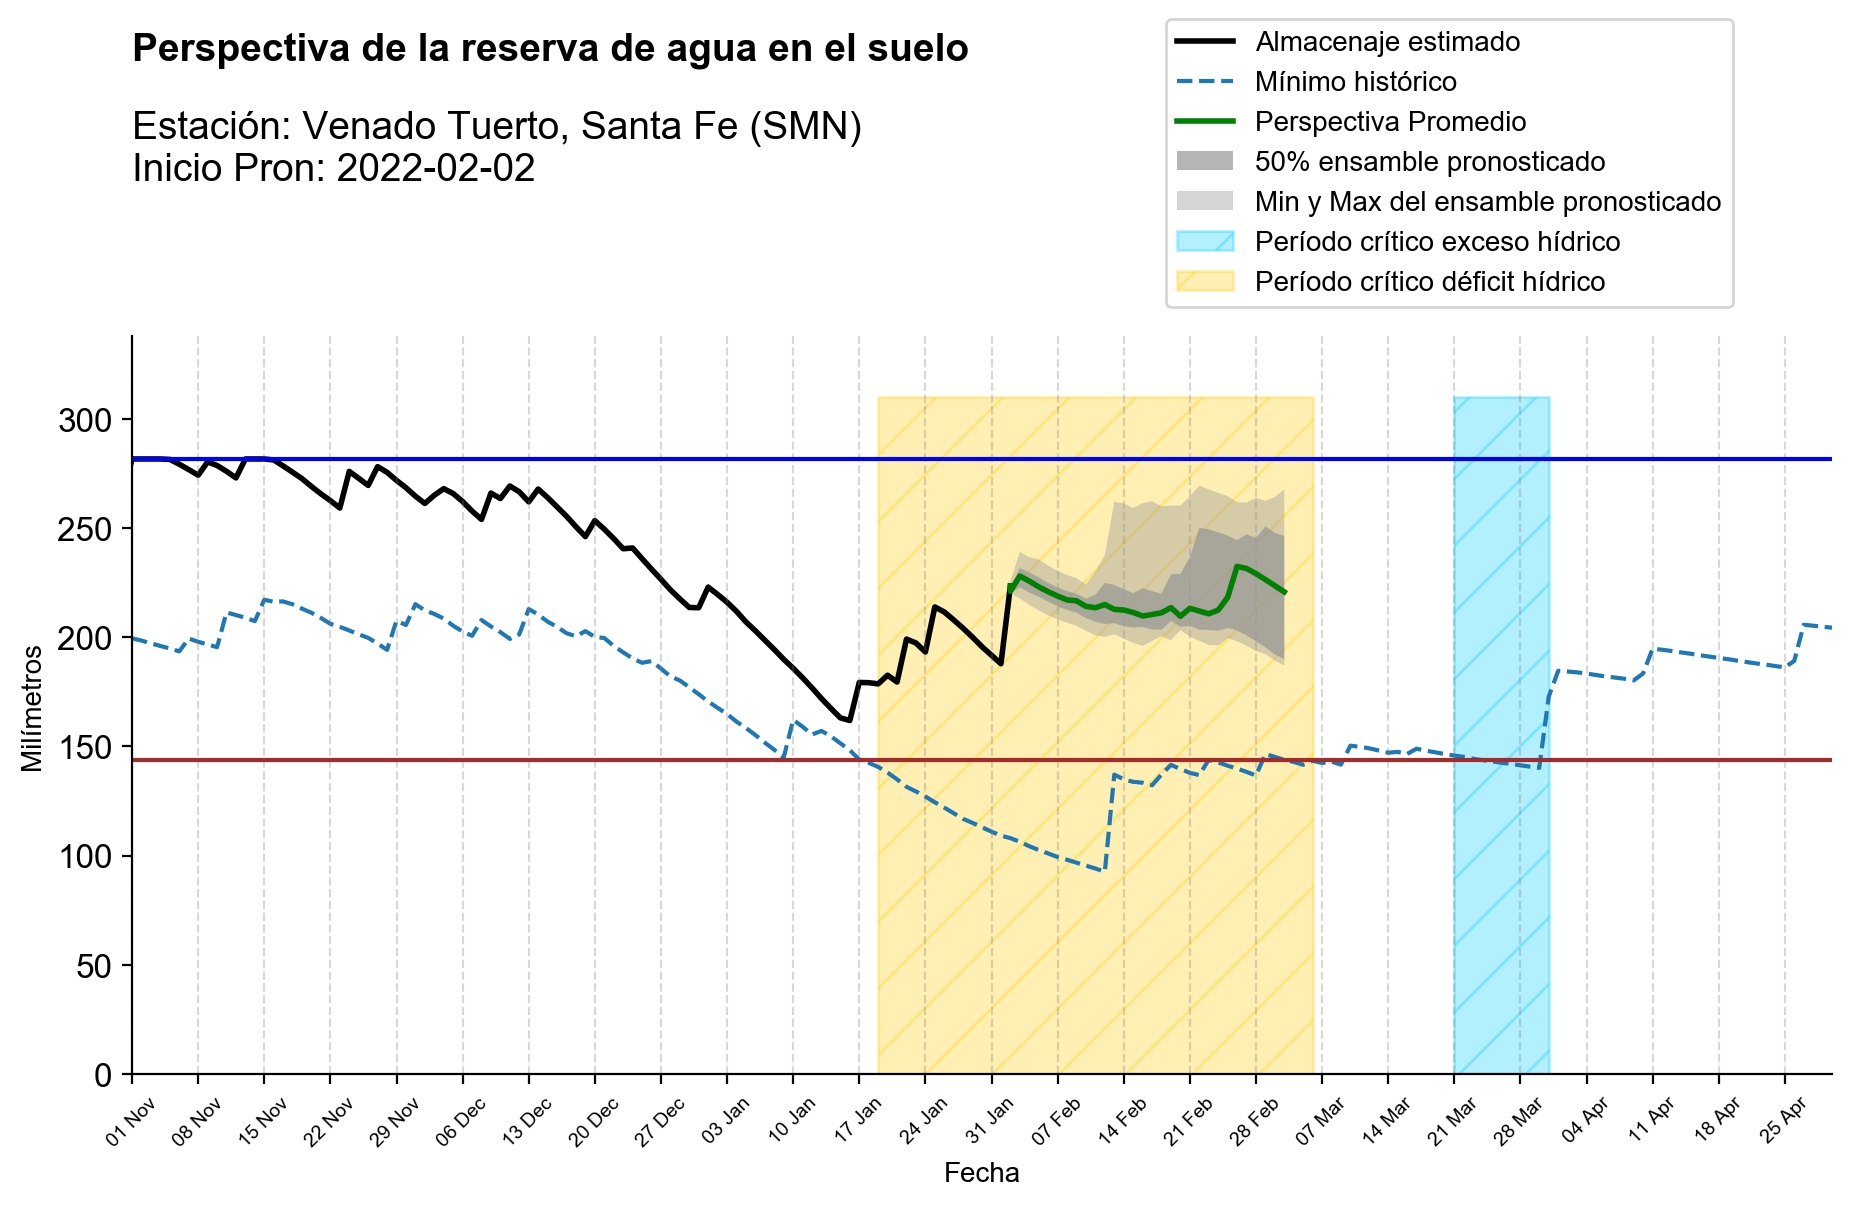 Perspectiva de la reserva de agua en el suelo
Estación: Venado Tuerto, Santa Fe (SMN)
Inicio Pron: 2022-02-02
Almacenaje estimado
Mínimo histórico
Perspectiva Promedio
50% ensamble pronosticado
Min y Max del ensamble pronosticado
Período crítico exceso hídrico
Período crítico déficit hídrico
300
250
200
150
100
50
0
Milímetros
01 Nov
08 Nov
15 Nov
22 Nov
29 Nov
06 Dec
13 Dec
20 Dec
27 Dec
03 Jan
10 Jan
17 Jan
24 Jan
31 Jan
07 Feb
14 Feb
21 Feb
28 Feb
07 Mar
14 Mar
21 Mar
28 Mar
04 Apr
11 Apr
18 Apr
25 Apr
Fecha